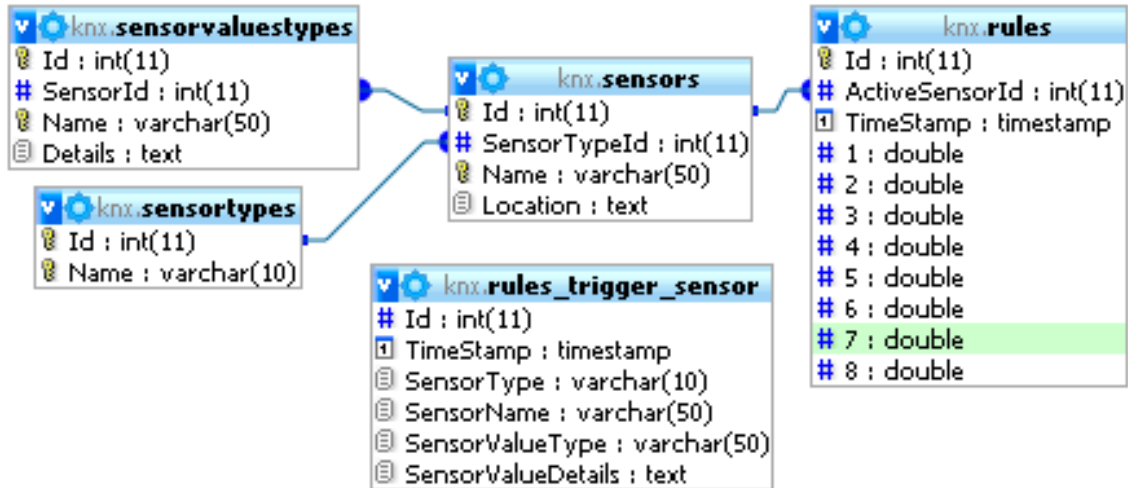 knx.sensorvaluestypes
Id : int(11)
SensorId : int(11)
Name : varchar(50)
Details : text
knx.sensortypes
Id : int(11)
Name : varchar(10)
knx.sensors
Id : int(11)
SensorTypeId : int(11)
Name : varchar(50)
Location : text
knx.rules_trigger_sensor
Id : int(11)
TimeStamp : timestamp
SensorType : varchar(10)
SensorName : varchar(50)
SensorValueType : varchar(50)
SensorValueDetails : text
knx.rules
Id : int(11)
ActiveSensorId : int(11)
TimeStamp : timestamp
1 : double
2 : double
3 : double
4 : double
5 : double
6 : double
7 : double
8 : double